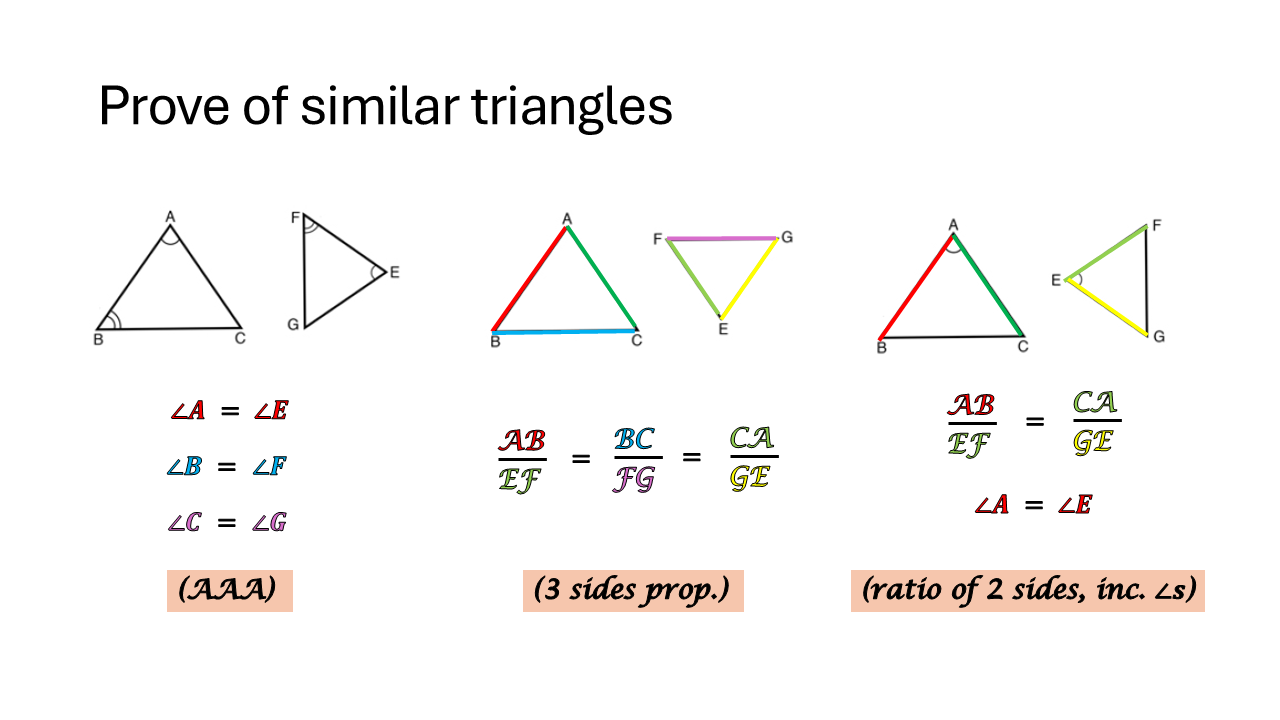 Prove of similar triangles
A
B
C
F
E
G
A
B
C
F
G
E
A
B
C
E
F
G
∠A = ∠E
∠B = ∠F
∠C = ∠G
(AAA)
AB/EF = BC/FG = CA/GE
(3 sides prop.)
AB/EF = CA/GE
∠A = ∠E
(ratio of 2 sides, inc. ∠s)